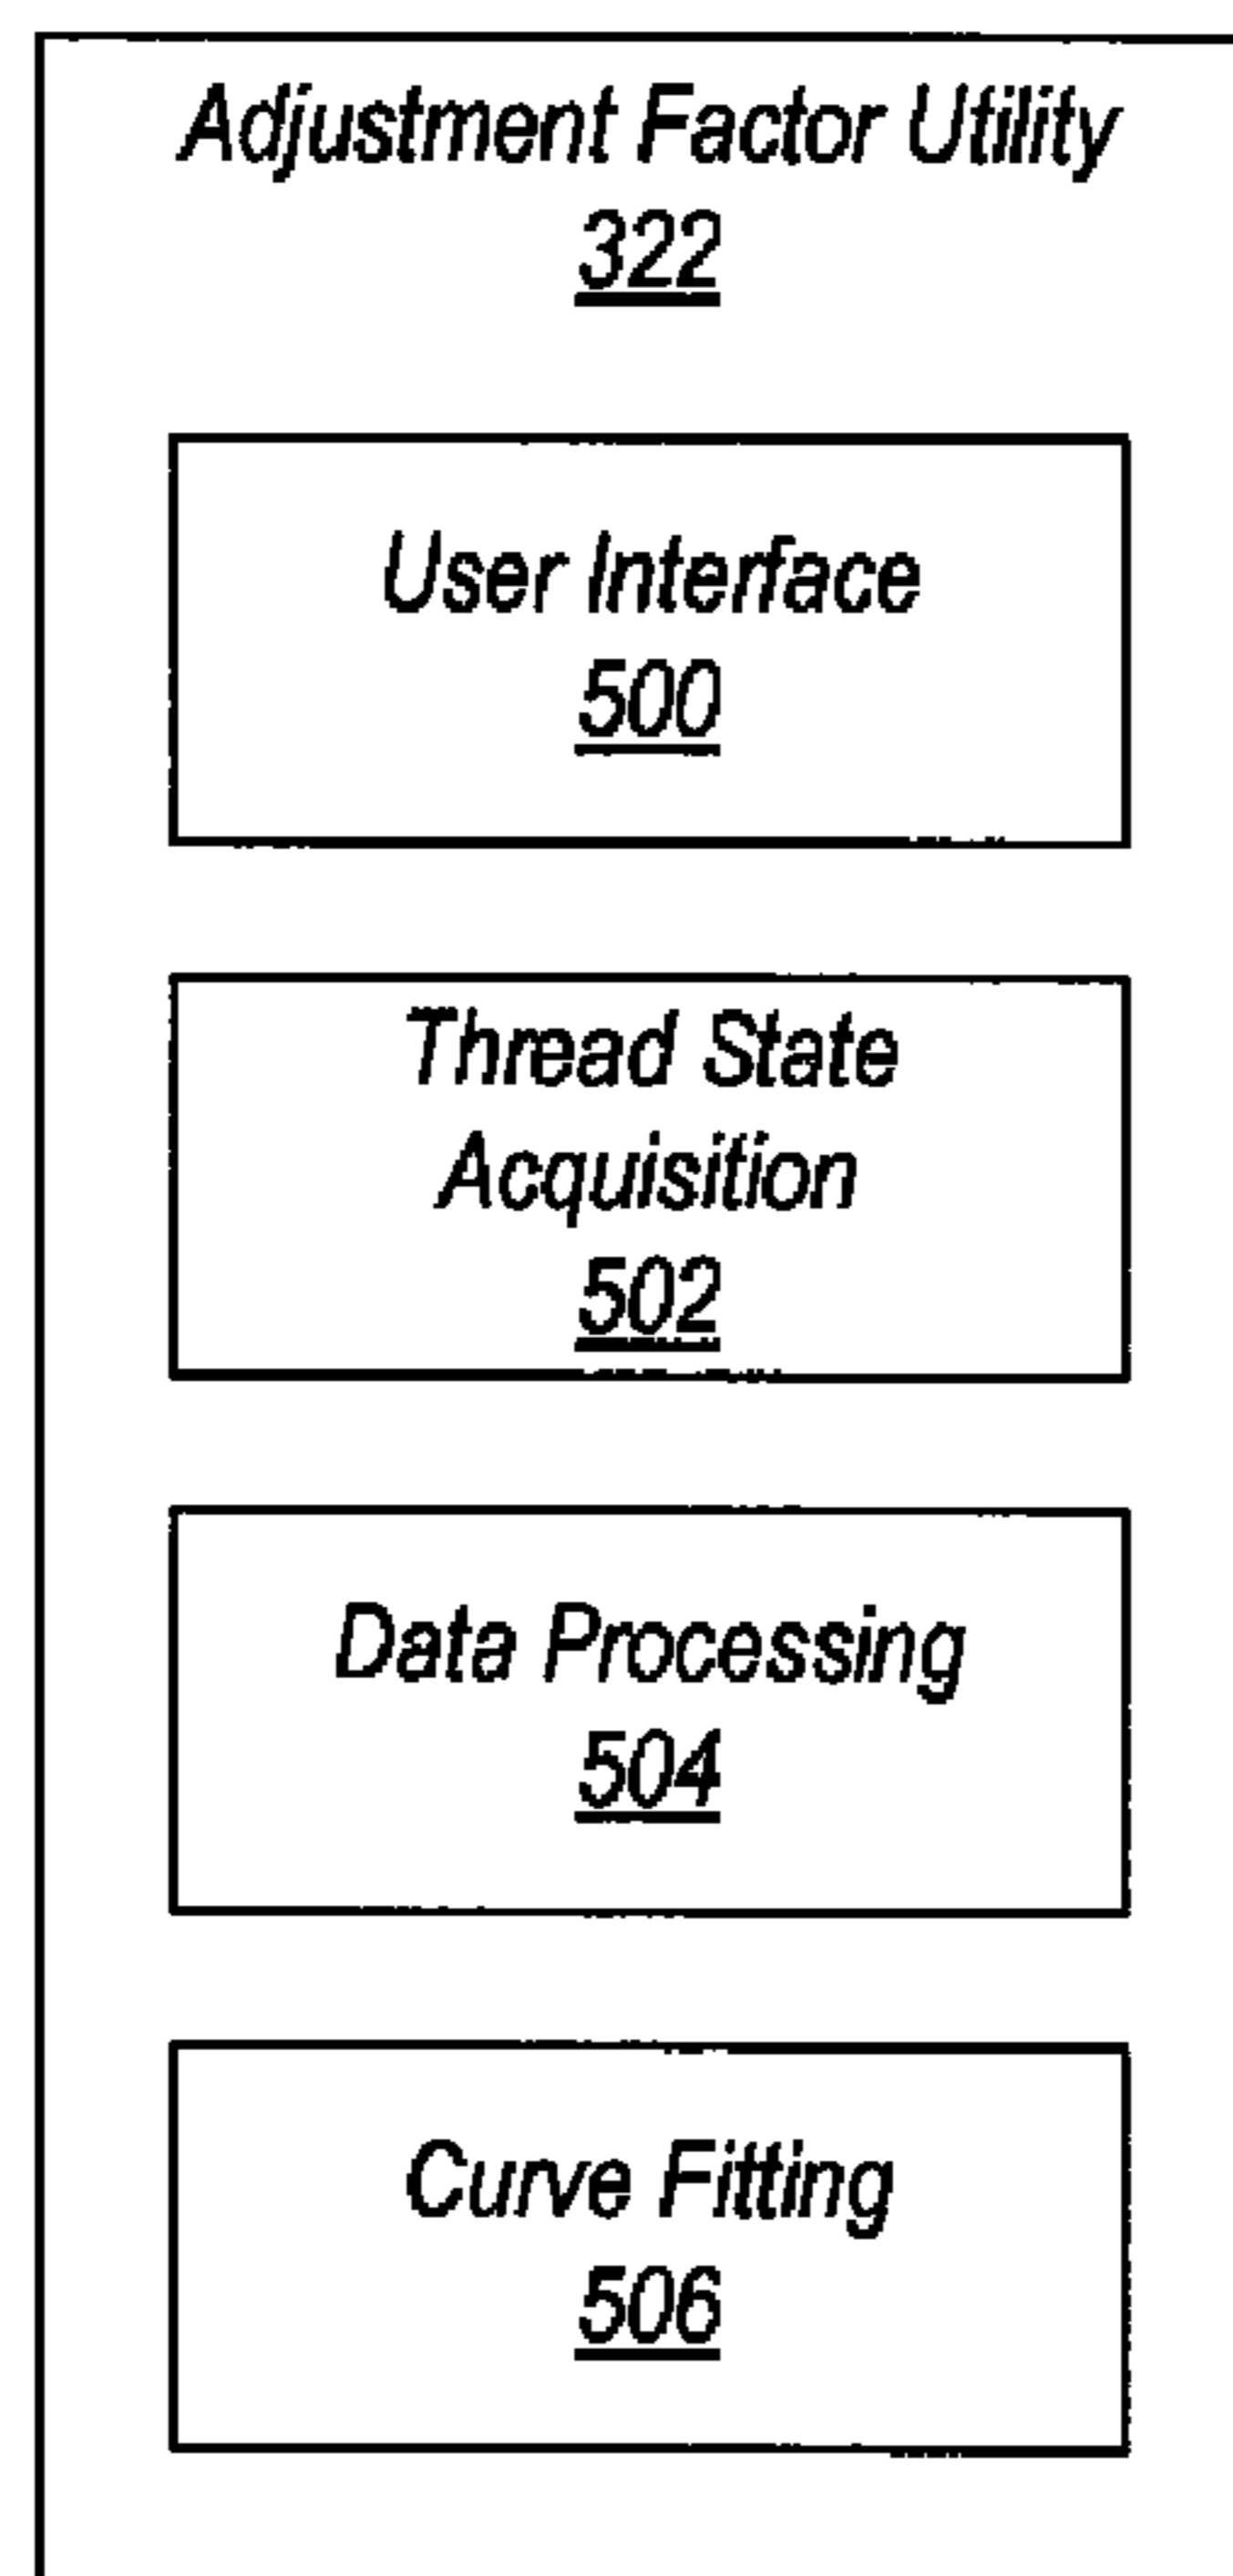 Adjustment Factor Utility
322
User Interface
500
Thread State
Acquisition
502
Data Processing
504
Curve Fitting
506